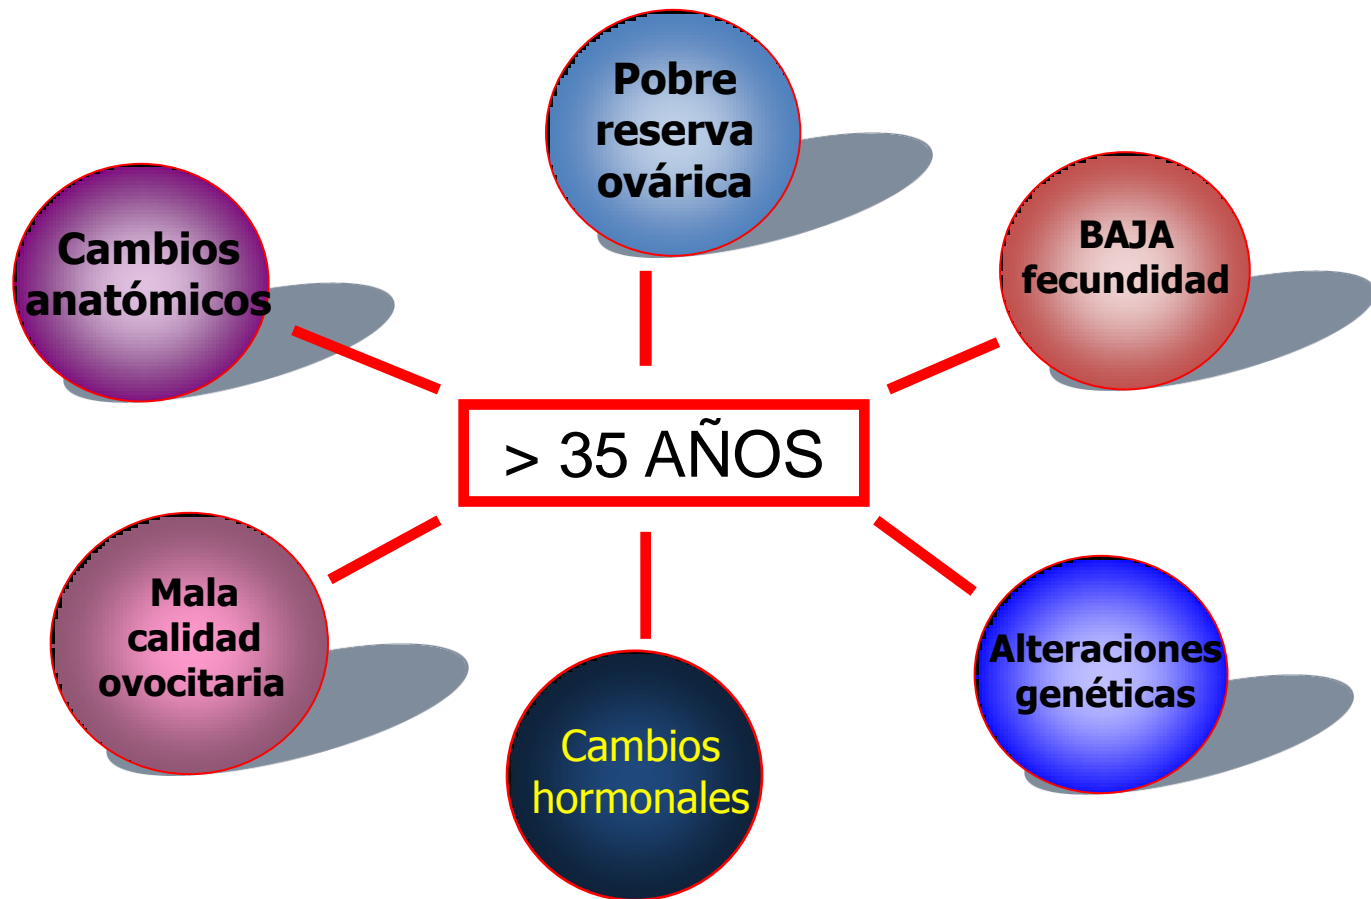 Pobre
reserva
ovárica
Cambios
anatómicos
BAJA
fecundidad
> 35 AÑOS
Mala
calidad
ovocitaria
Cambios
hormonales
Alteraciones
genéticas